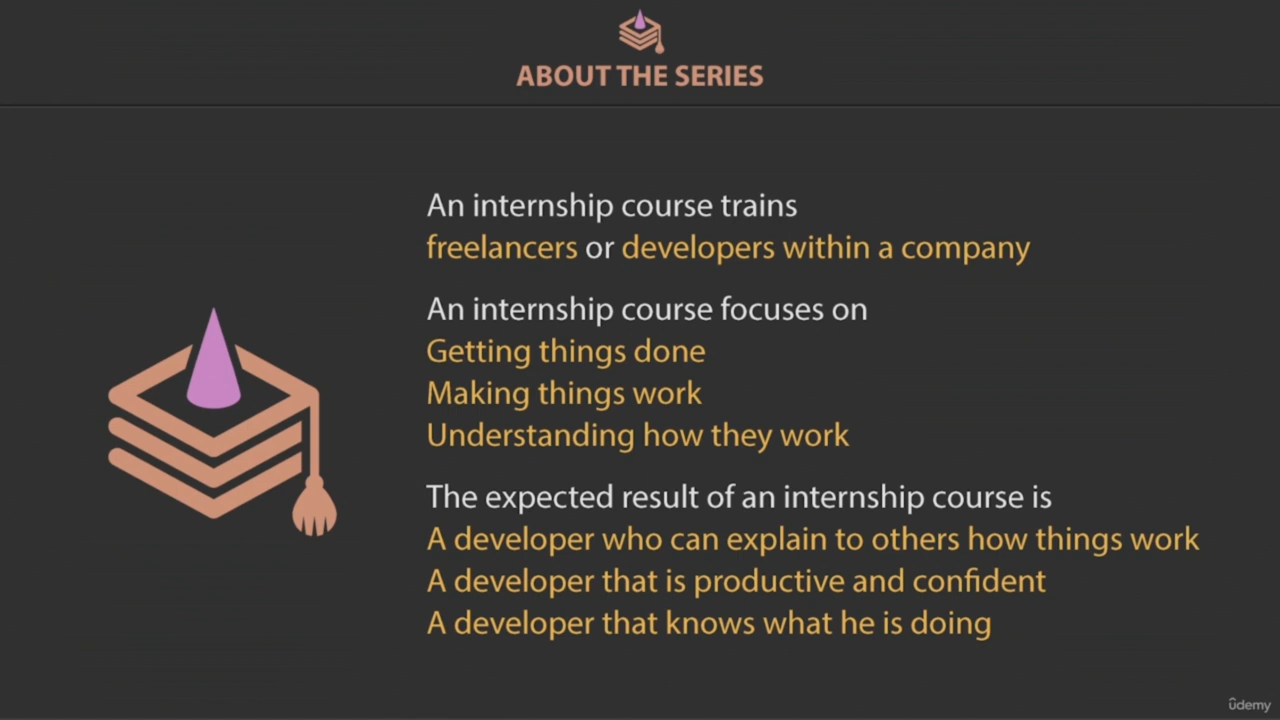 ABOUT THE SERIES
An internship course trains
freelancers or developers within a company
An internship course focuses on
Getting things done
Making things work
Understanding how they work
The expected result of an internship course is
A developer who can explain to others how things work
A developer that is productive and confident
A developer that knows what he is doing
ûdemy